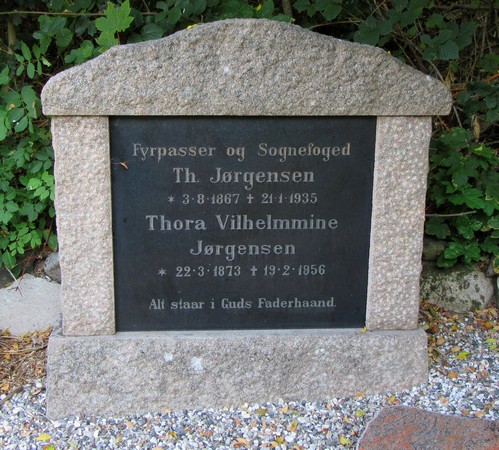 Fyrpasser og Sognefoged
Th. Jørgensen
* 3·8·1867 ✝ 21·1·1935
Thora Vilhelmmine
Jørgensen
* 22·3·1873 ✝ 19·2·1956
Alt staar i Guds Faderhaand.